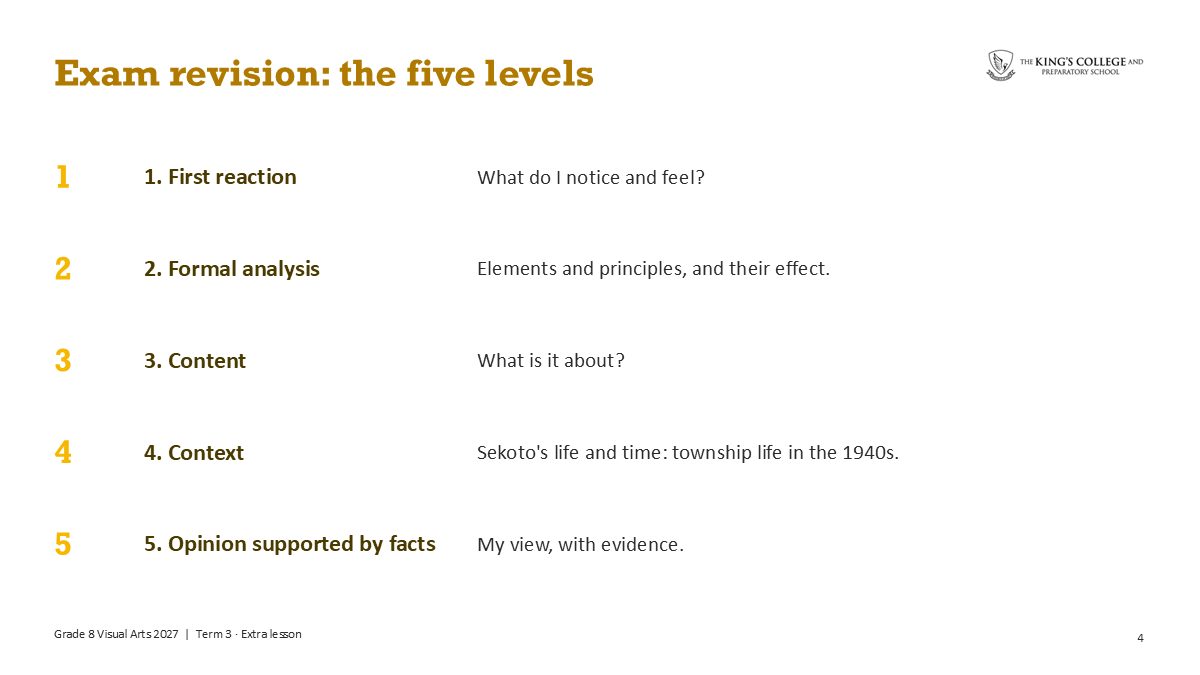 Exam revision: the five levels
THE KING'S COLLEGE AND
PREPARATORY SCHOOL
1
1. First reaction
What do I notice and feel?
2
2. Formal analysis
Elements and principles, and their effect.
3
3. Content
What is it about?
4
4. Context
Sekoto's life and time: township life in the 1940s.
5
5. Opinion supported by facts
My view, with evidence.
Grade 8 Visual Arts 2027 | Term 3 · Extra lesson
4